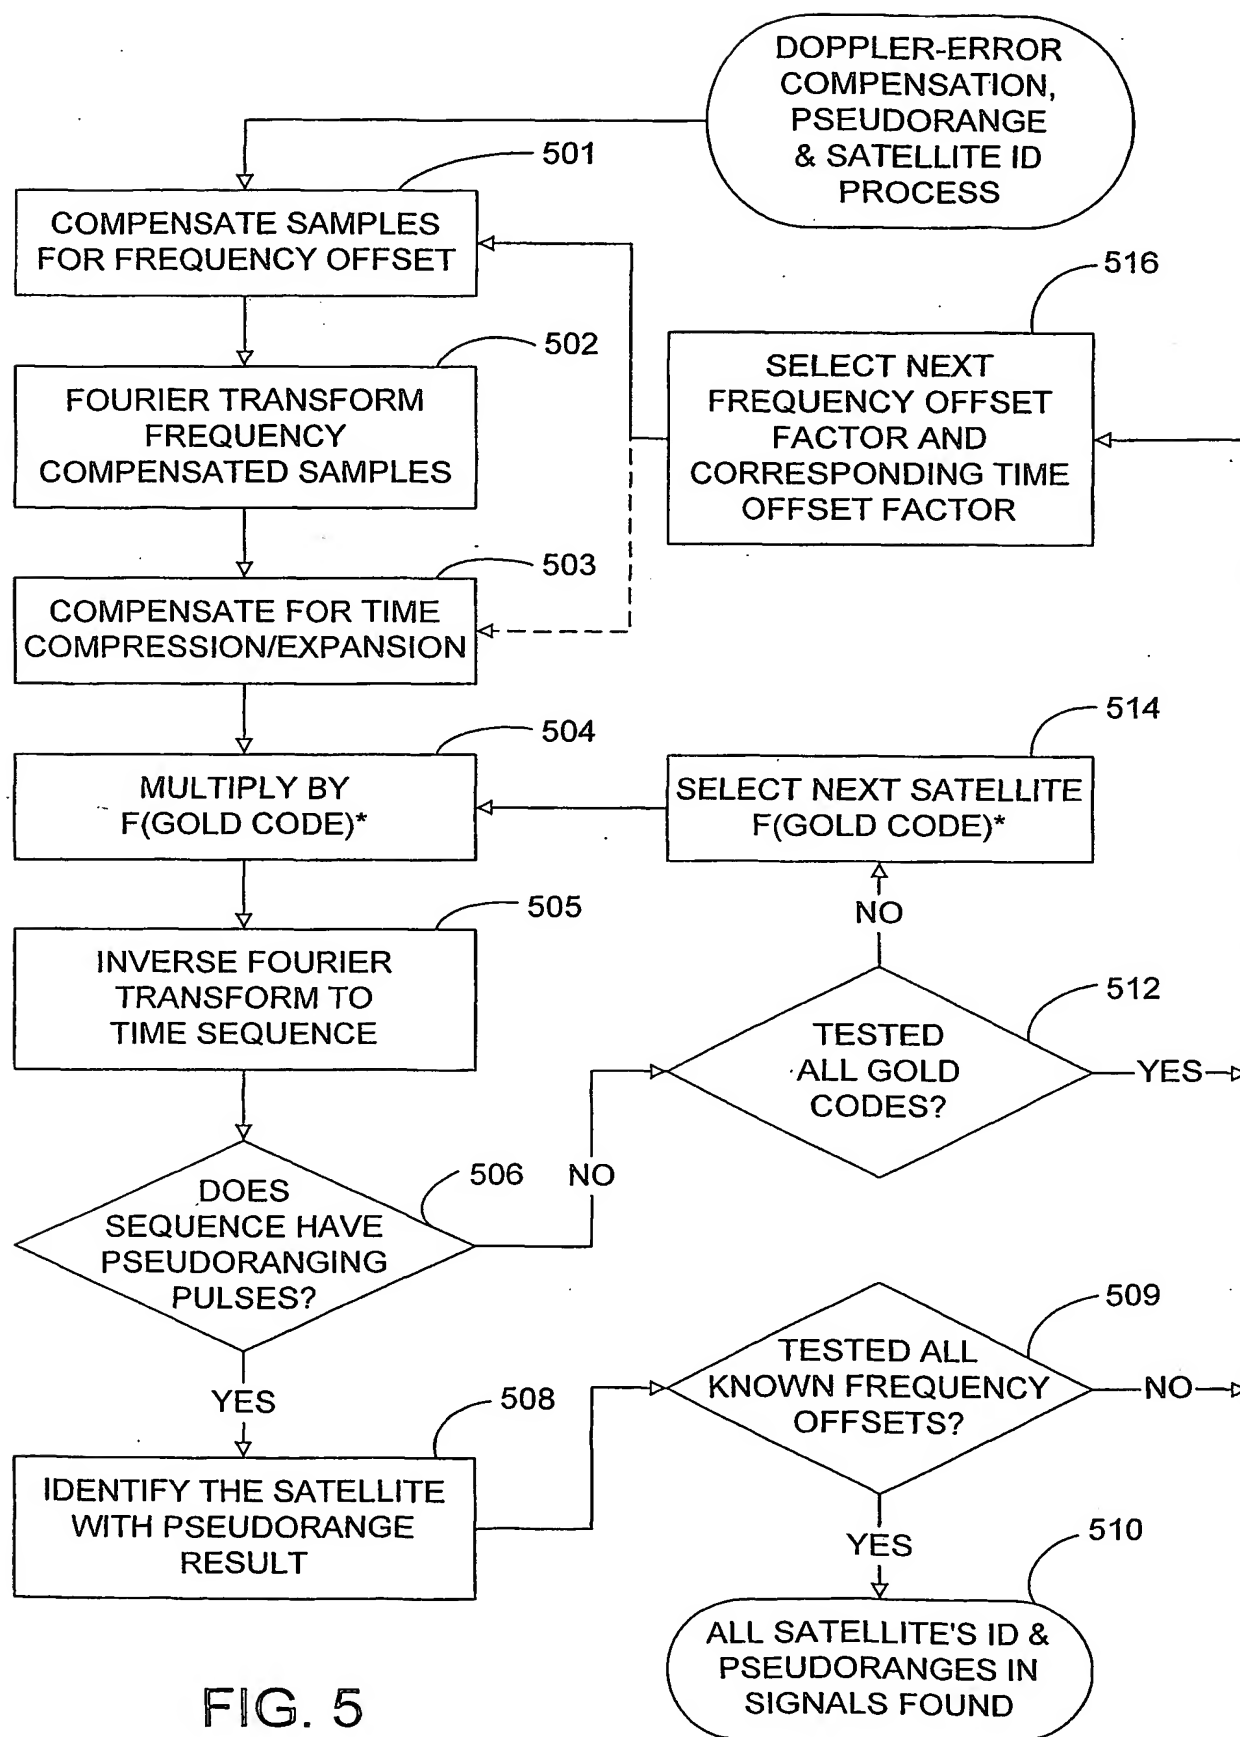 DOPPLER-ERROR
COMPENSATION,
PSEUDORANGE
& SATELLITE ID
PROCESS
501
COMPENSATE SAMPLES
FOR FREQUENCY OFFSET
516
SELECT NEXT
FREQUENCY OFFSET
FACTOR AND
CORRESPONDING TIME
OFFSET FACTOR
502
FOURIER TRANSFORM
FREQUENCY
COMPENSATED SAMPLES
503
COMPENSATE FOR TIME
COMPRESSION/EXPANSION
504
MULTIPLY BY
F(GOLD CODE)*
514
SELECT NEXT SATELLITE
F(GOLD CODE)*
NO
505
INVERSE FOURIER
TRANSFORM TO
TIME SEQUENCE
512
TESTED
ALL GOLD
CODES?
YES
506
DOES
SEQUENCE HAVE
PSEUDORANGING
PULSES?
NO
YES
509
TESTED ALL
KNOWN FREQUENCY
OFFSETS?
NO
508
IDENTIFY THE SATELLITE
WITH PSEUDORANGE
RESULT
YES
510
ALL SATELLITE'S ID &
PSEUDORANGES IN
SIGNALS FOUND
FIG. 5